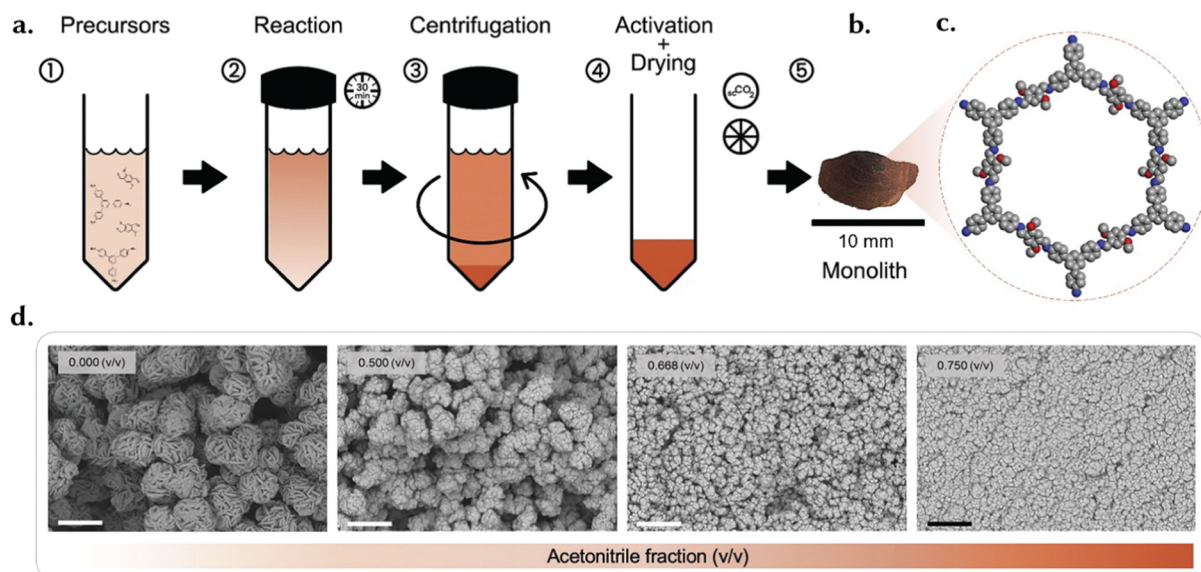 a.
Precursors
Reaction
Centrifugation
Activation
+
Drying
b.
c.
①
②
30
min
③
④
scCO2
⑤
10 mm
Monolith
d.
0.000 (v/v)
0.500 (v/v)
0.668 (v/v)
0.750 (v/v)
Acetonitrile fraction (v/v)